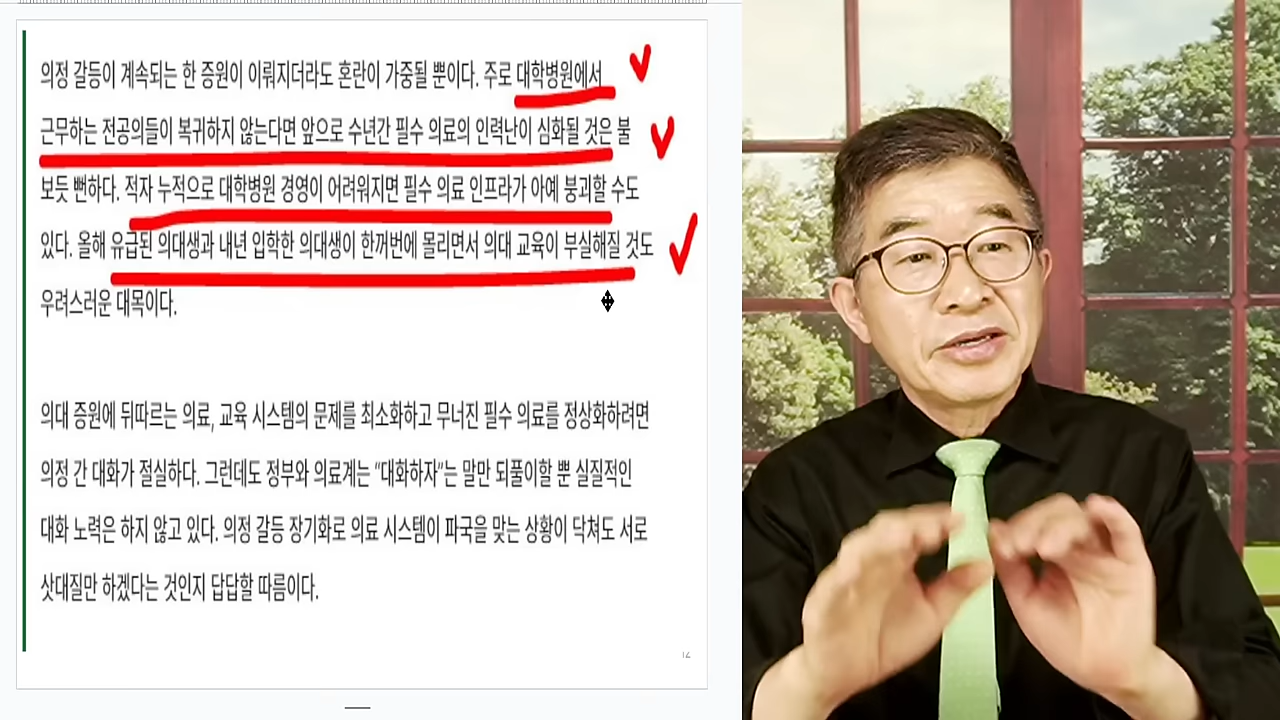 의정 갈등이 계속되는 한 증원이 이뤄지더라도 혼란이 가중될 뿐이다. 주로 대학병원에서
근무하는 전공의들이 복귀하지 않는다면 앞으로 수년간 필수 의료의 인력난이 심화될 것은 불
보듯 뻔하다. 적자 누적으로 대학병원 경영이 어려워지면 필수 의료 인프라가 아예 붕괴할 수도
있다. 올해 유급된 의대생과 내년 입학한 의대생이 한꺼번에 몰리면서 의대 교육이 부실해질 것도
우려스러운 대목이다.
의대 증원에 뒤따르는 의료, 교육 시스템의 문제를 최소화하고 무너진 필수 의료를 정상화하려면
의정 간 대화가 절실하다. 그런데도 정부와 의료계는 “대화하자”는 말만 되풀이할 뿐 실질적인
대화 노력은 하지 않고 있다. 의정 갈등 장기화로 의료 시스템이 파국을 맞는 상황이 닥쳐도 서로
삿대질만 하겠다는 것인지 답답할 따름이다.